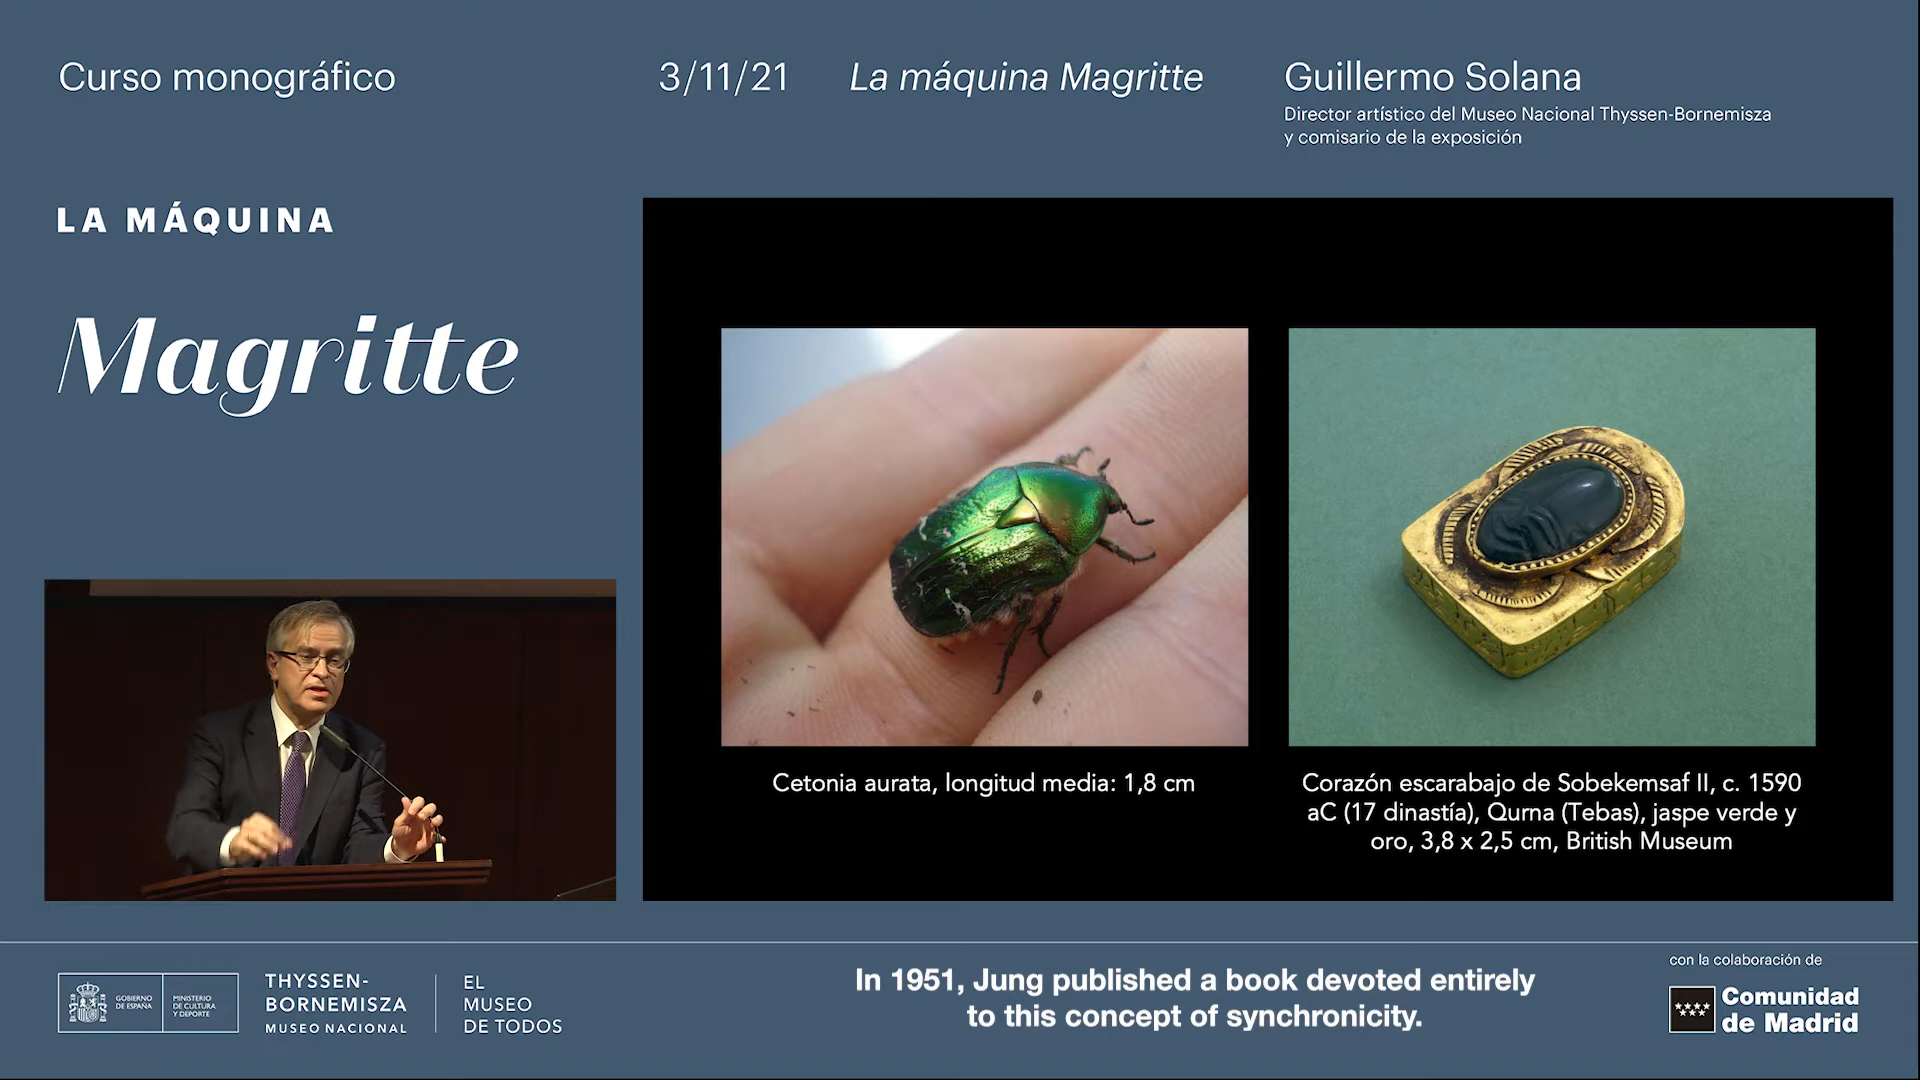 Curso monográfico
3/11/21
La máquina Magritte
Guillermo Solana
Director artístico del Museo Nacional Thyssen-Bornemisza
y comisario de la exposición
LA MÁQUINA
Magritte
Cetonia aurata, longitud media: 1,8 cm
Corazón escarabajo de Sobekemsaf II, c. 1590
aC (17 dinastía), Qurna (Tebas), jaspe verde y
oro, 3,8 x 2,5 cm, British Museum
GOBIERNO
DE ESPAÑA
MINISTERIO
DE CULTURA
Y DEPORTE
THYSSEN-
BORNEMISZA
MUSEO NACIONAL
EL
MUSEO
DE TODOS
In 1951, Jung published a book devoted entirely
to this concept of synchronicity.
con la colaboración de
Comunidad
de Madrid